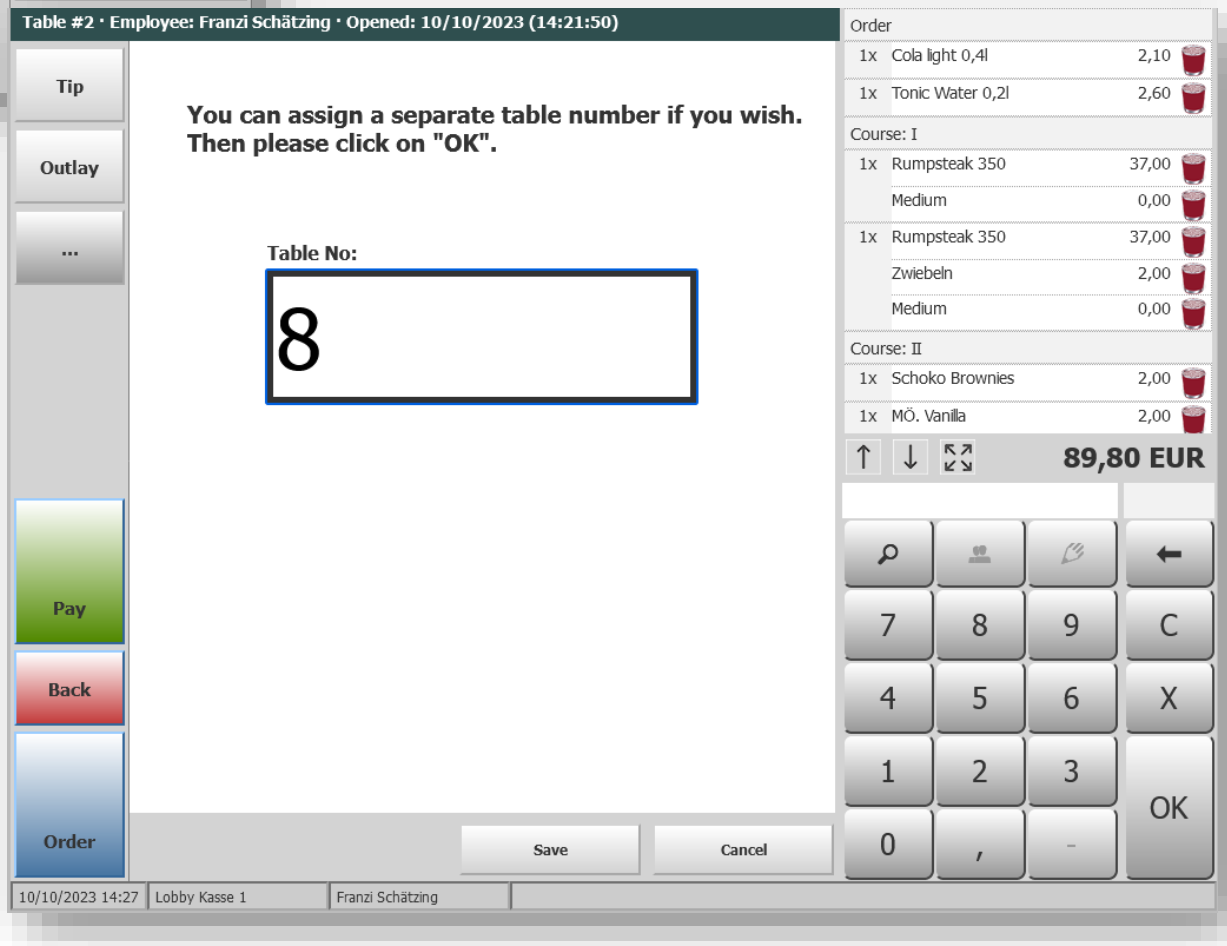 Table #2 · Employee: Franzi Schätzing · Opened: 10/10/2023 (14:21:50)
Tip
Outlay
...
Pay
Back
Order
You can assign a separate table number if you wish.
Then please click on "OK".
Table No:
8
Save
Cancel
Order
1x Cola light 0,4l 2,10
1x Tonic Water 0,2l 2,60
Course: I
1x Rumpsteak 350 37,00
Medium 0,00
1x Rumpsteak 350 37,00
Zwiebeln 2,00
Medium 0,00
Course: II
1x Schoko Brownies 2,00
1x MÖ. Vanilla 2,00
89,80 EUR
7 8 9 C
4 5 6 X
1 2 3
OK
0 , -
10/10/2023 14:27 Lobby Kasse 1 Franzi Schätzing